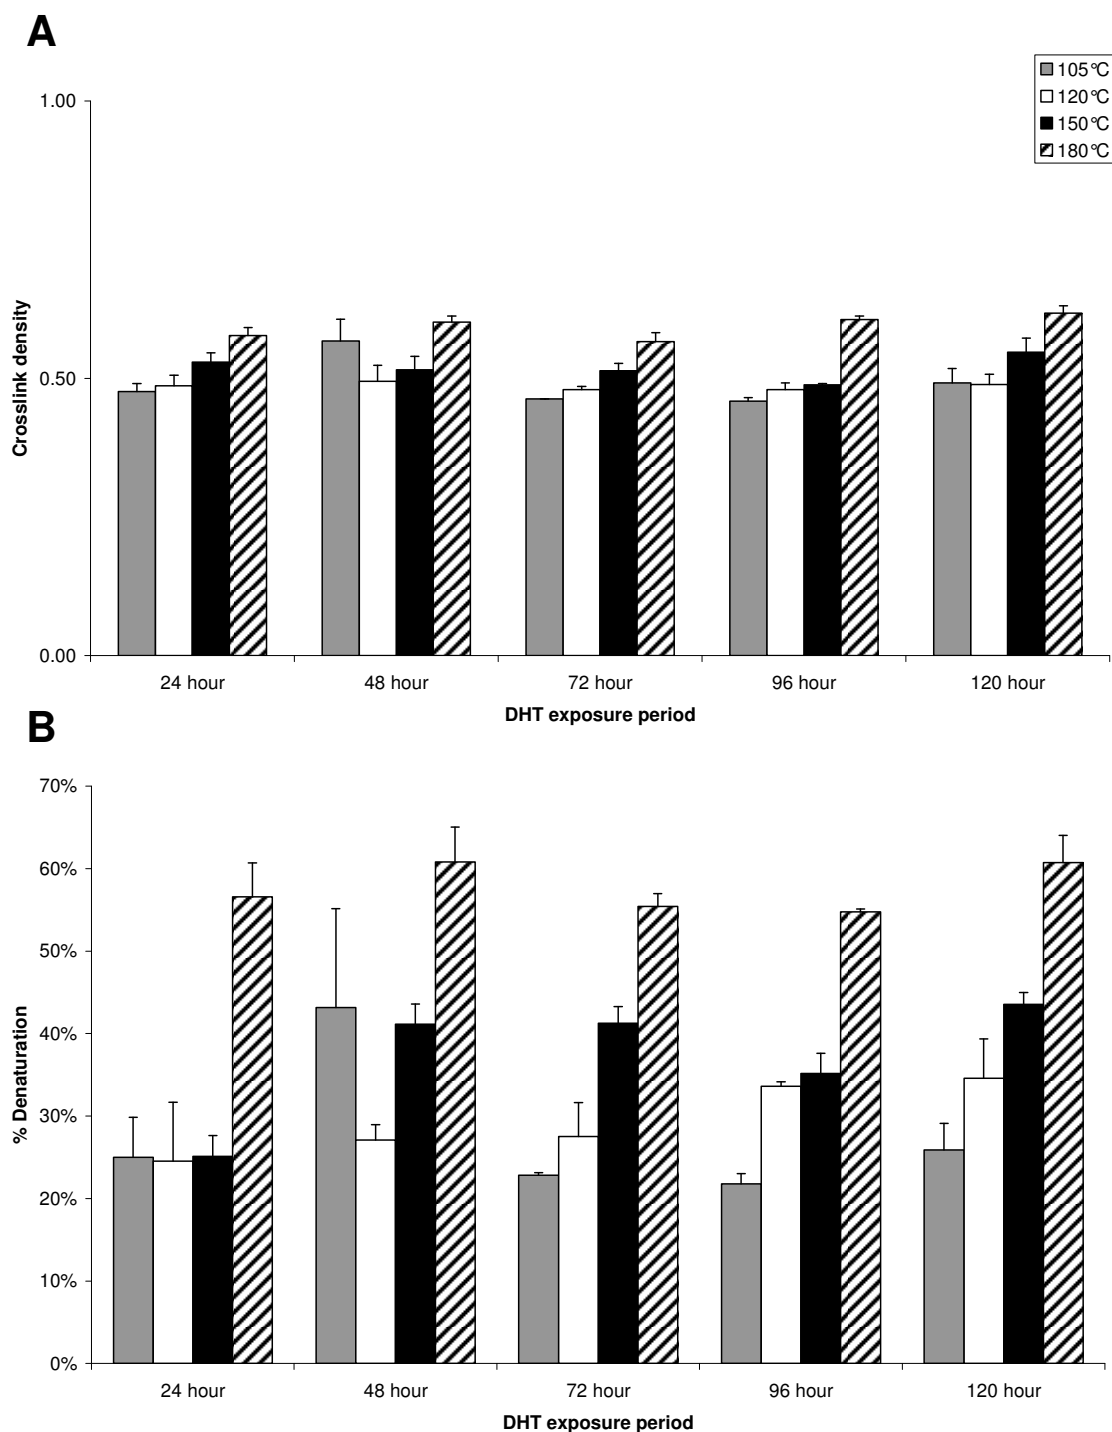 A
105°C
120°C
150°C
180°C
1.00
0.50
0.00
Crosslink density
24 hour 48 hour 72 hour 96 hour 120 hour
DHT exposure period
B
70%
60%
50%
40%
30%
20%
10%
0%
% Denaturation
24 hour 48 hour 72 hour 96 hour 120 hour
DHT exposure period